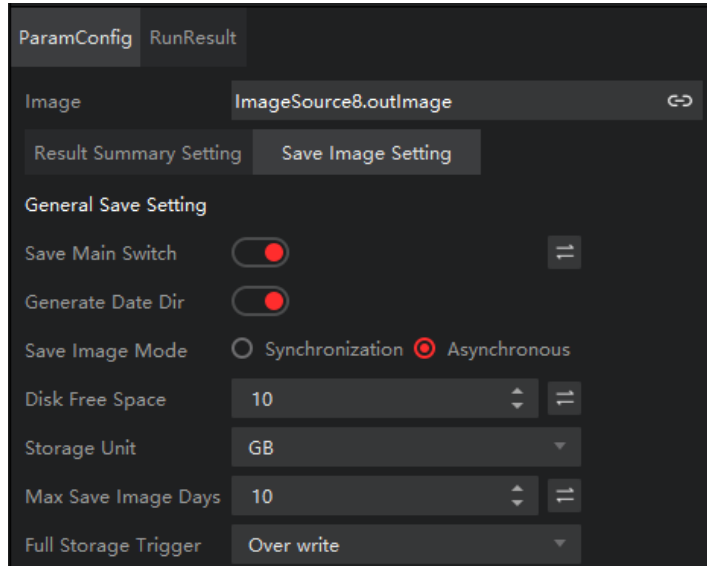 ParamConfig RunResult
Image ImageSource8.outImage
Result Summary Setting Save Image Setting
General Save Setting
Save Main Switch
Generate Date Dir
Save Image Mode Synchronization Asynchronous
Disk Free Space 10
Storage Unit GB
Max Save Image Days 10
Full Storage Trigger Over write